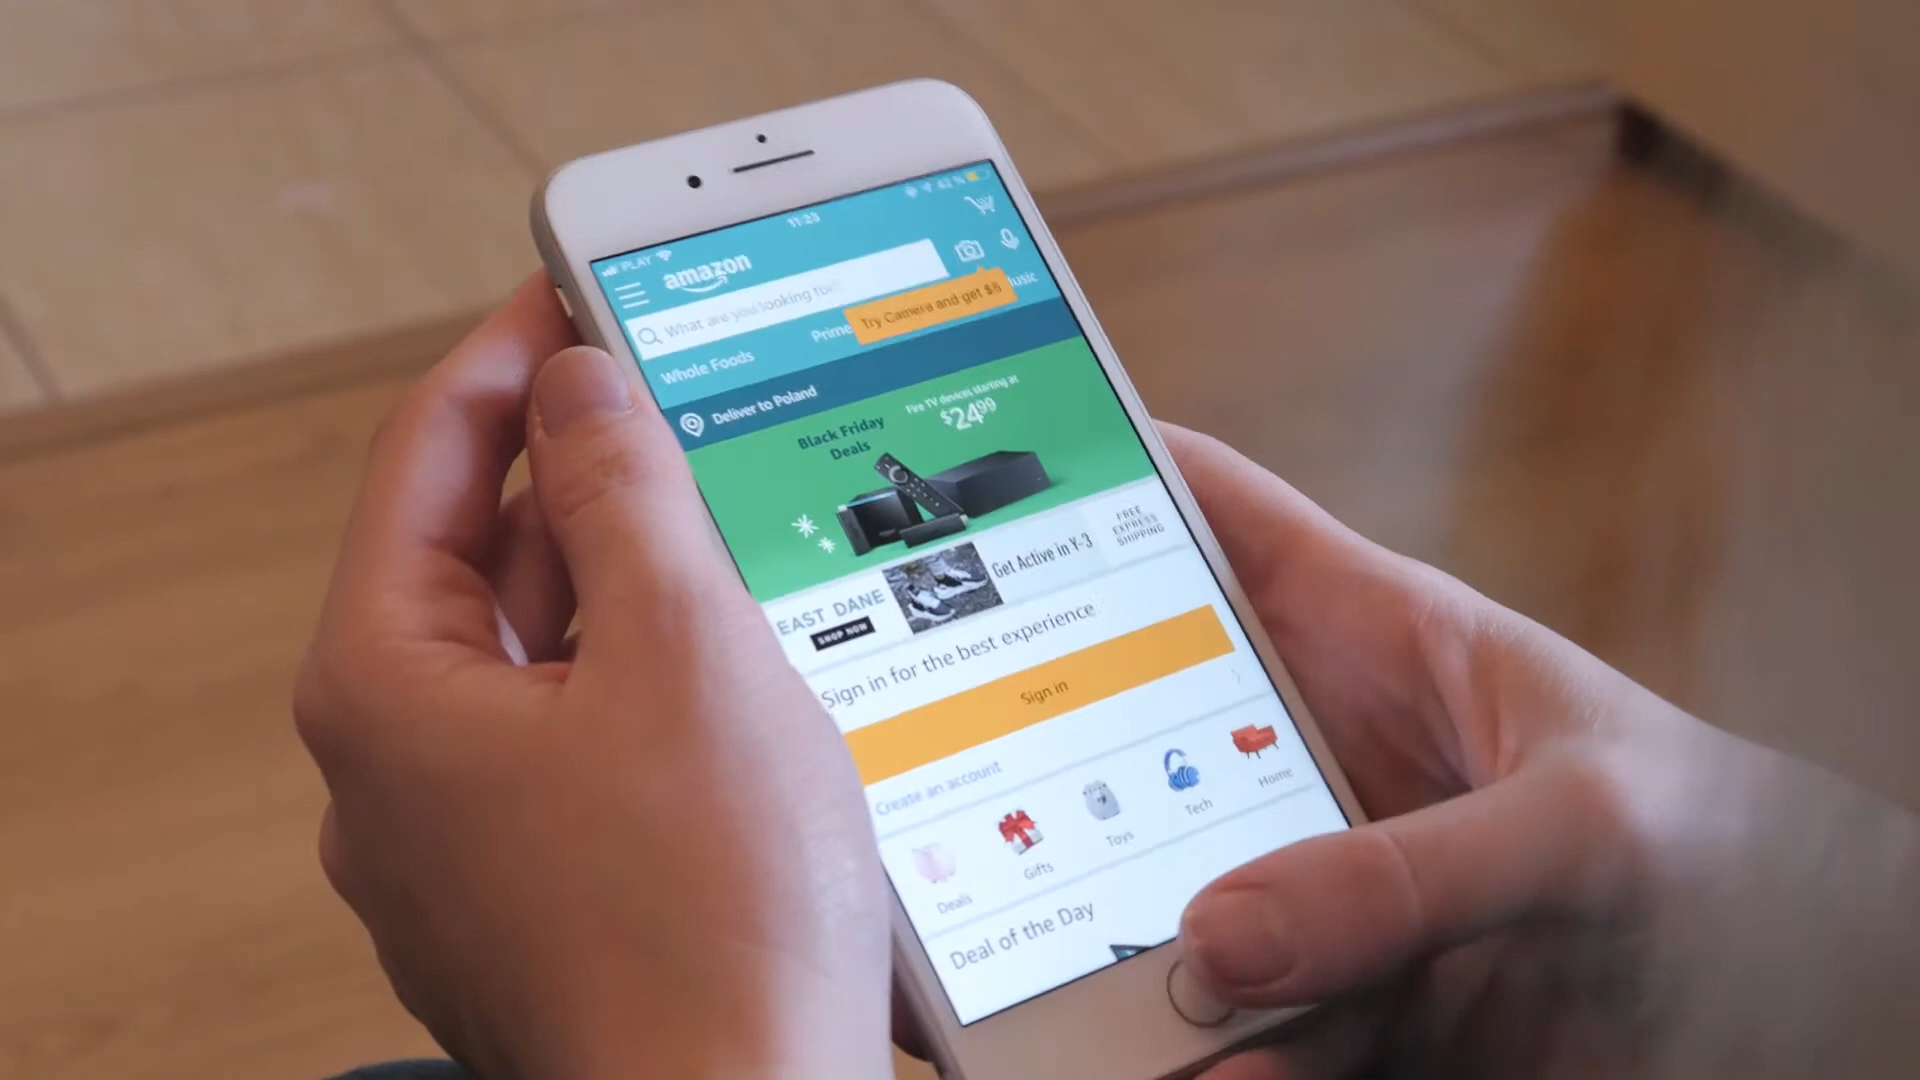 PLAY
11:23
42 %
amazon
What are you looking for?
Try Camera and get $5
Whole Foods
Prime
Deliver to Poland
Black Friday
Deals
Fire TV devices starting at
$24.99
EAST DANE
SHOP NOW
Get Active in Y-3
FREE
EXPRESS
SHIPPING
Sign in for the best experience
Sign in
Create an account
Deals
Gifts
Toys
Tech
Home
Deal of the Day